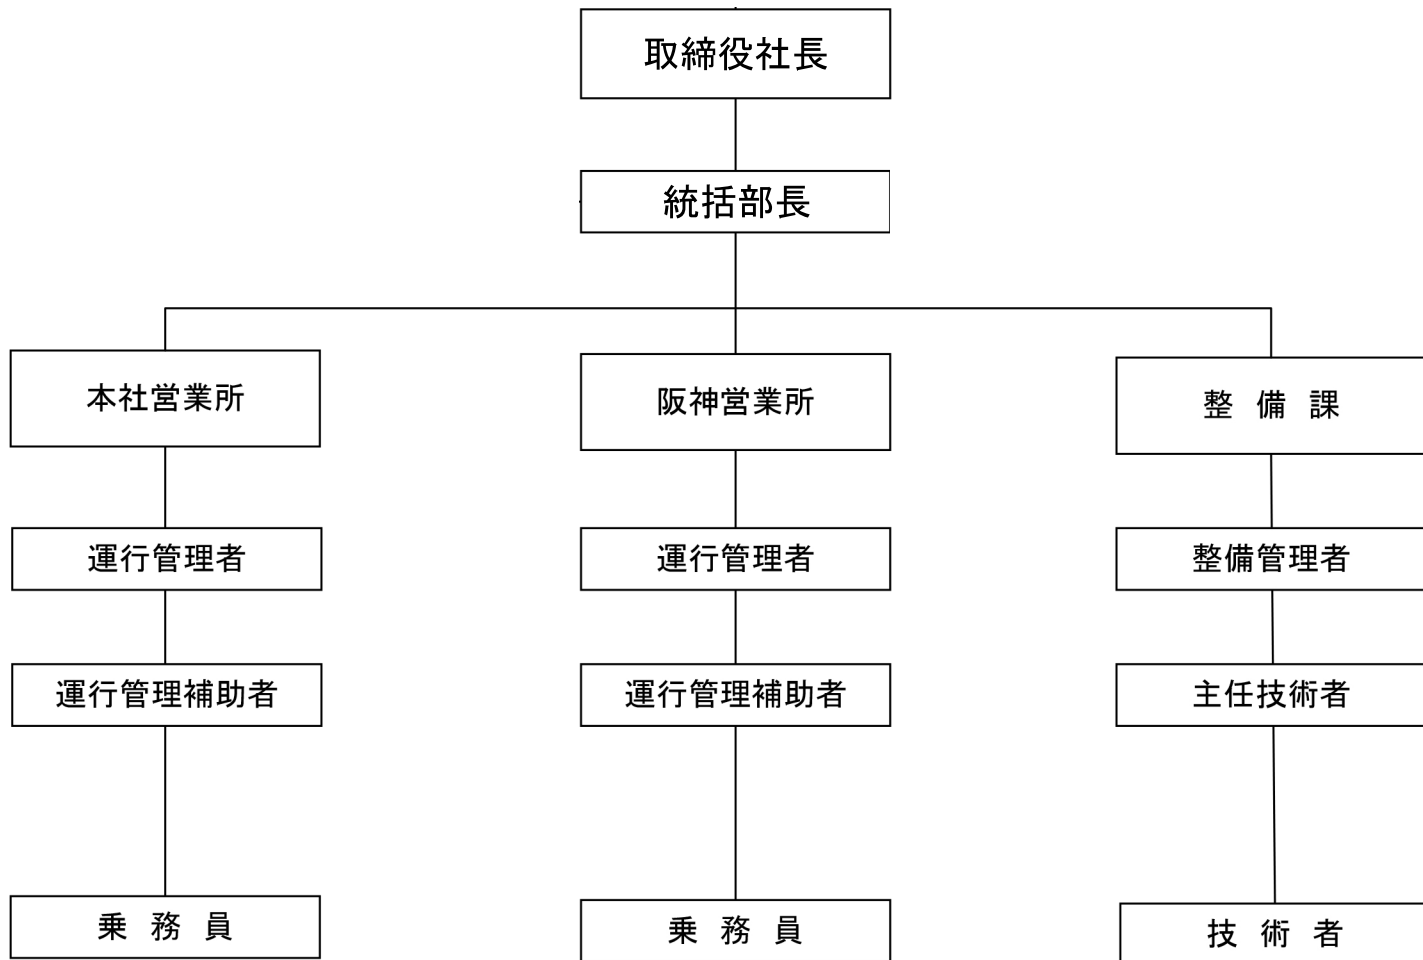 取締役社長
統括部長
本社営業所
阪神営業所
整 備 課
運行管理者
運行管理者
整備管理者
運行管理補助者
運行管理補助者
主任技術者
乗 務 員
乗 務 員
技 術 者